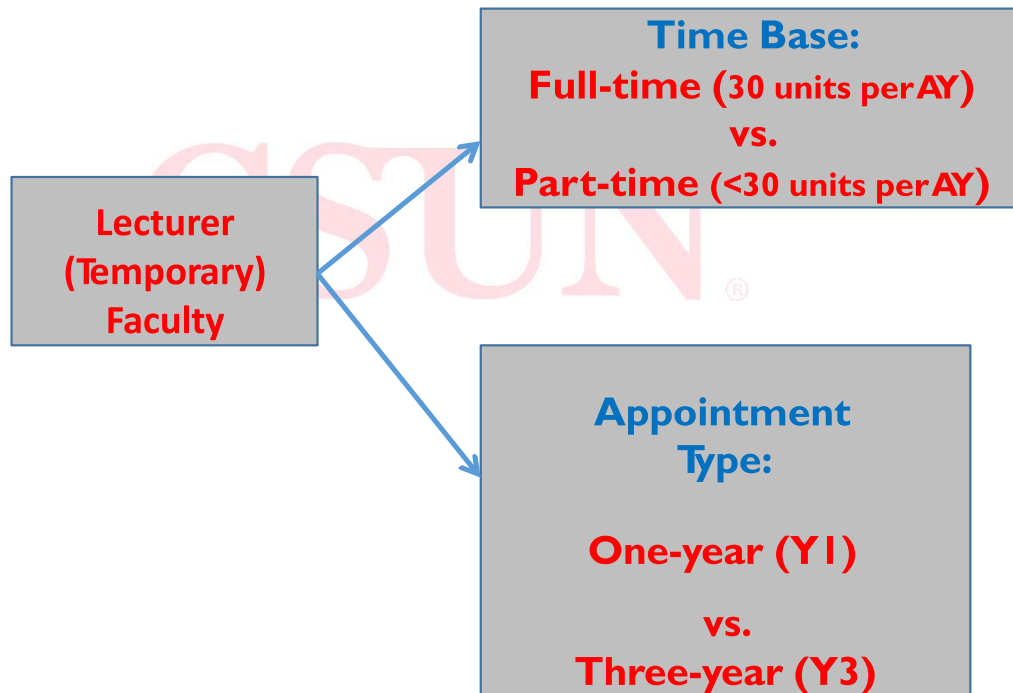 Lecturer
(Temporary)
Faculty
Time Base:
Full-time (30 units per AY)
vs.
Part-time (<30 units per AY)
CSUN®
Appointment
Type:
One-year (Y1)
vs.
Three-year (Y3)